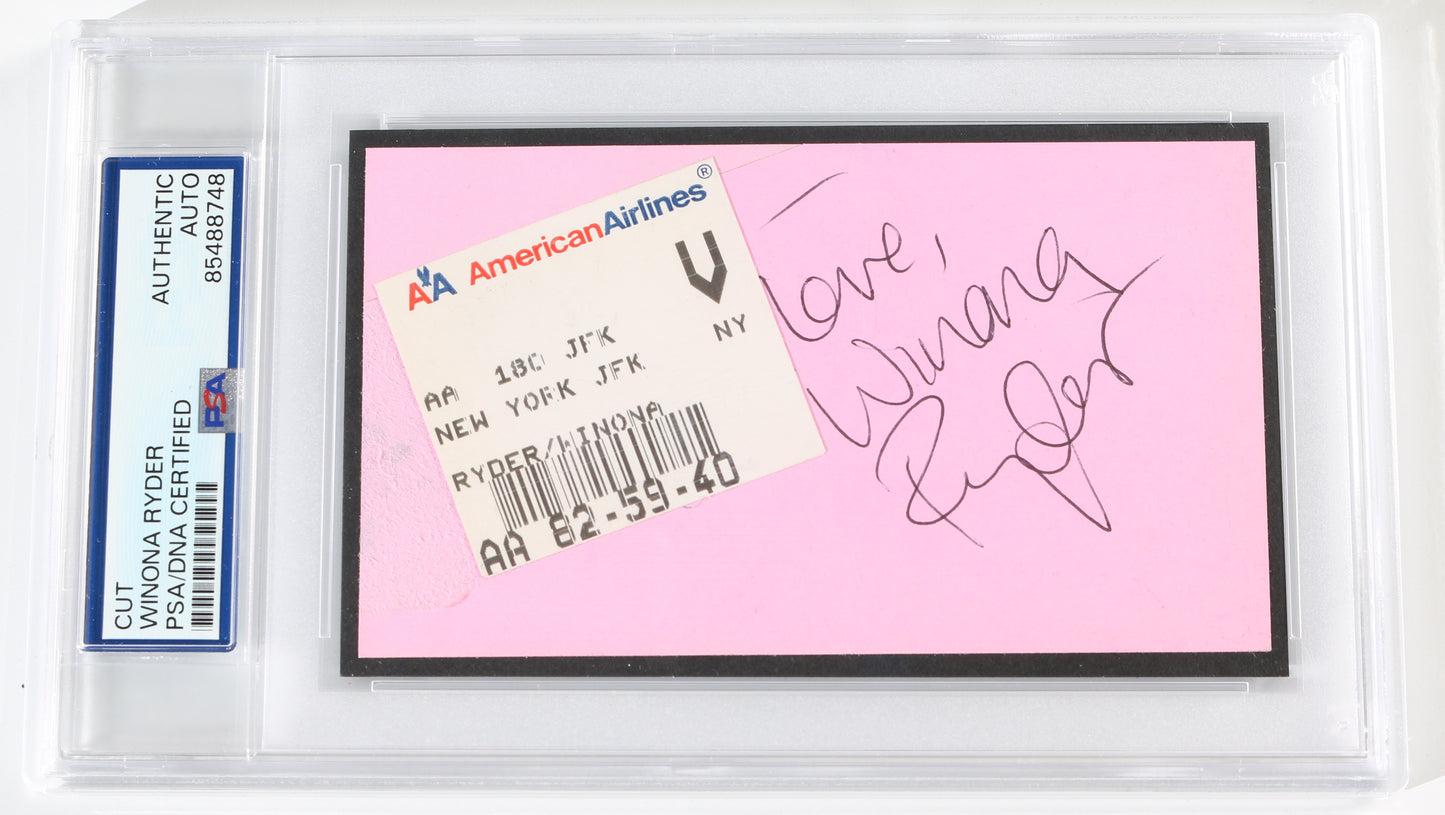 CUT
WINONA RYDER
PSA/DNA CERTIFIED
AUTHENTIC
AUTO
85488748
PSA
AA AmericanAirlines®
AA 180 JFK NY
NEW YORK JFK
RYDER/WINONA
AA 82-59-40
Love,
Winona
Ryder